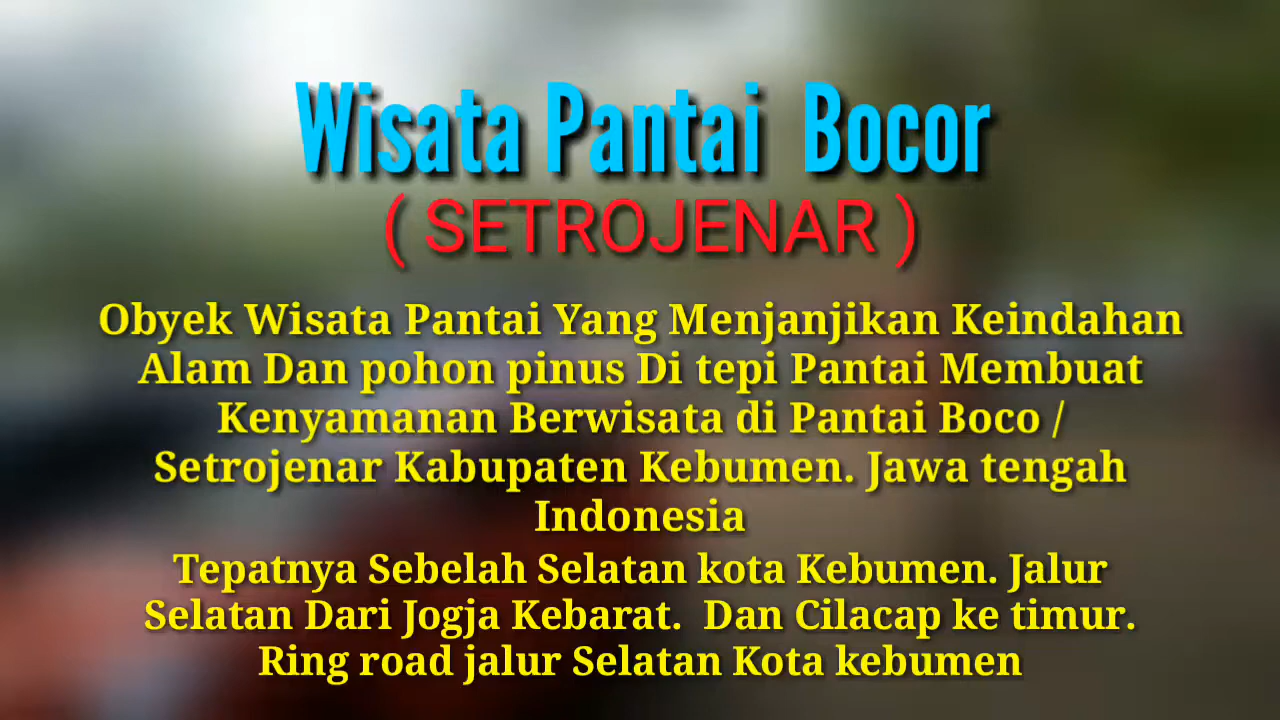 Wisata Pantai Bocor
( SETROJENAR )
Obyek Wisata Pantai Yang Menjanjikan Keindahan
Alam Dan pohon pinus Di tepi Pantai Membuat
Kenyamanan Berwisata di Pantai Boco /
Setrojenar Kabupaten Kebumen. Jawa tengah
Indonesia
Tepatnya Sebelah Selatan kota Kebumen. Jalur
Selatan Dari Jogja Kebarat. Dan Cilacap ke timur.
Ring road jalur Selatan Kota kebumen